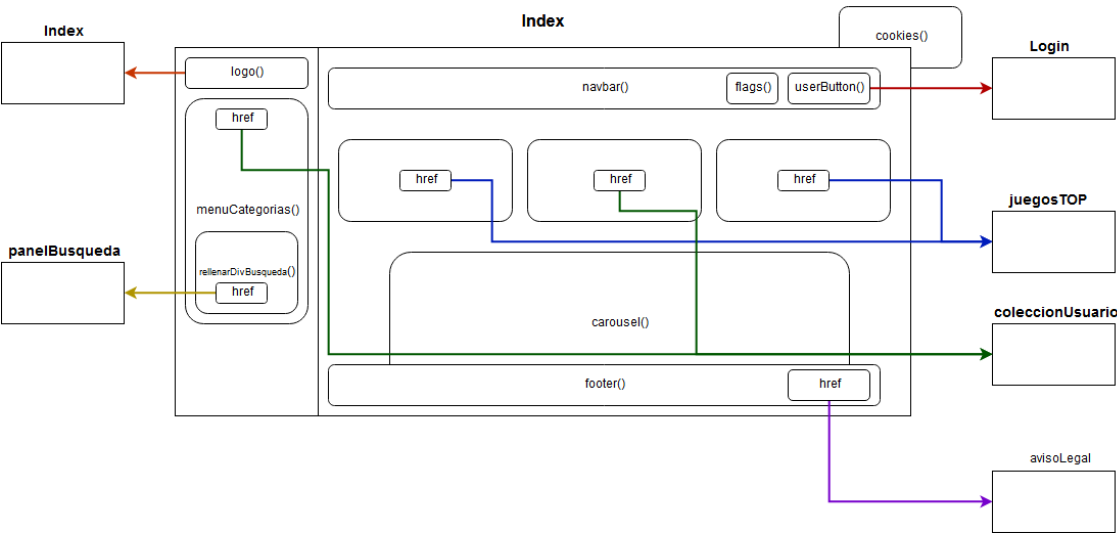 Index
cookies()
Index
Login
logo()
navbar()
flags()
userButton()
href
href
href
href
juegosTOP
menuCategorias()
panelBusqueda
rellenarDivBusqueda()
href
coleccionUsuario
carousel()
footer()
href
avisoLegal